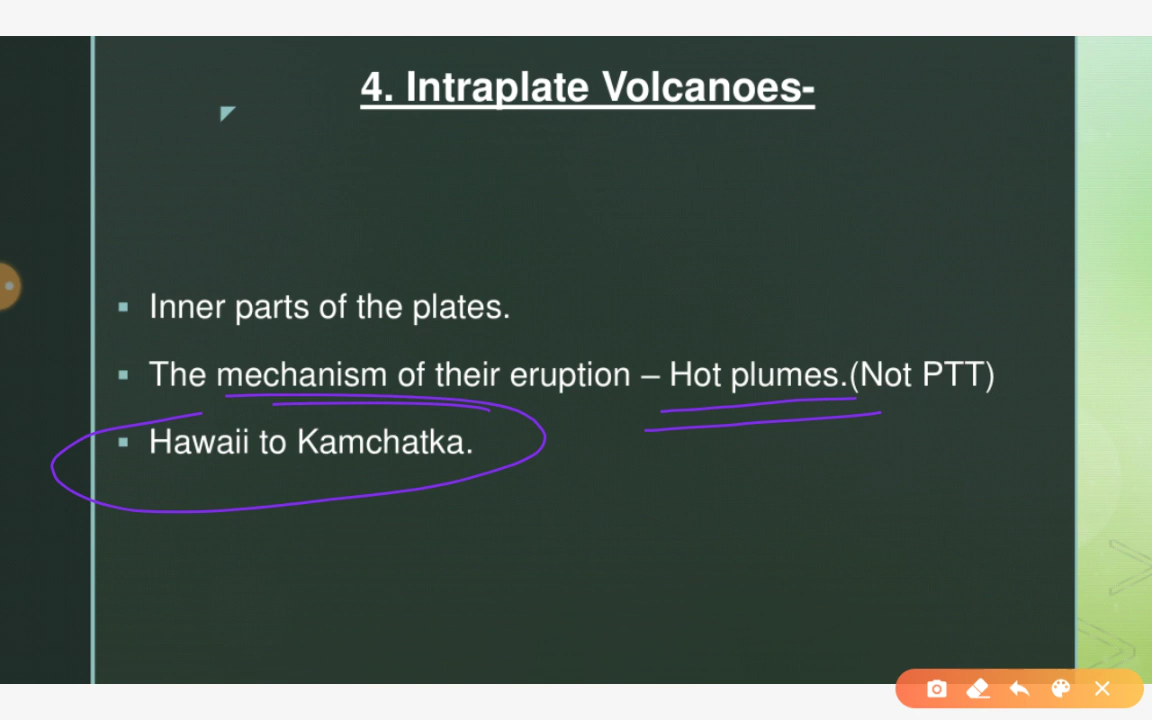 4. Intraplate Volcanoes-
▪ Inner parts of the plates.
▪ The mechanism of their eruption – Hot plumes.(Not PTT)
▪ Hawaii to Kamchatka.